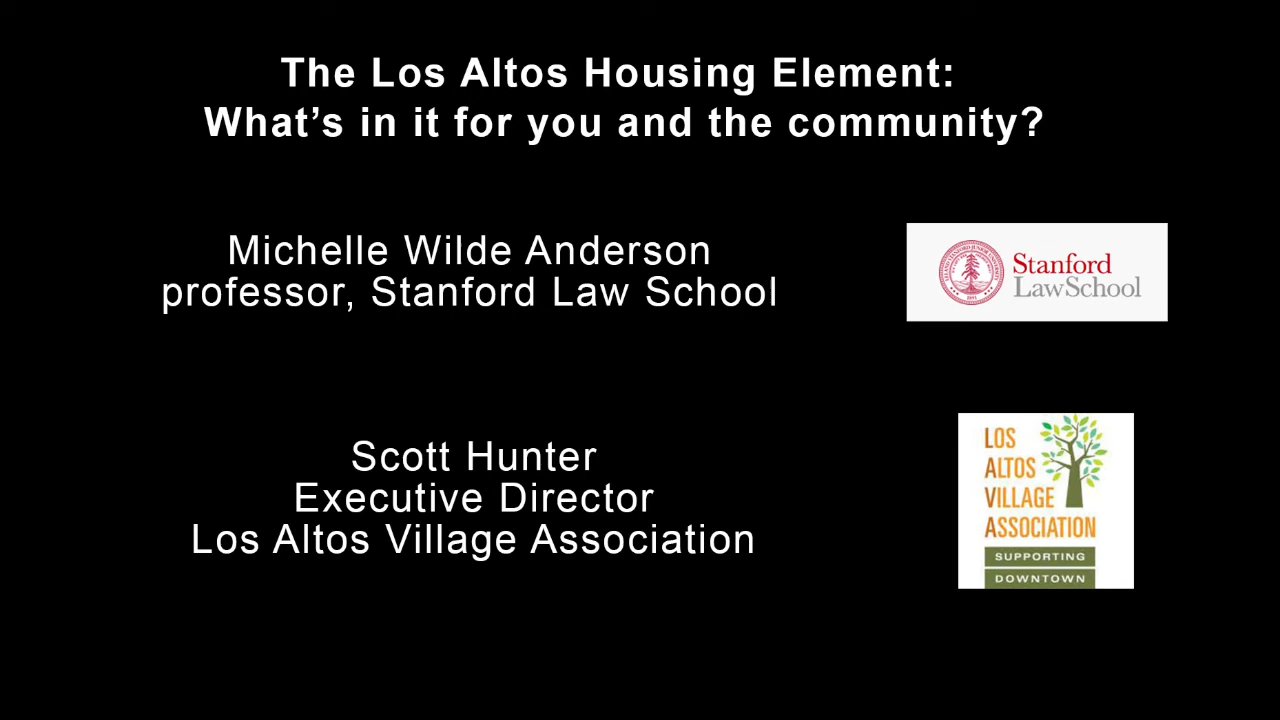 The Los Altos Housing Element:
What’s in it for you and the community?
Michelle Wilde Anderson
professor, Stanford Law School
Stanford
LawSchool
Scott Hunter
Executive Director
Los Altos Village Association
LOS
ALTOS
VILLAGE
ASSOCIATION
SUPPORTING
DOWNTOWN